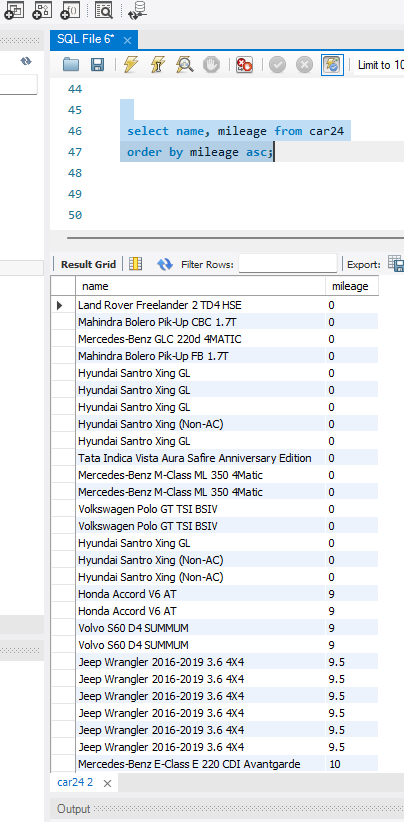 SQL File 6*
Limit to 10
44
45
46 select name, mileage from car24
47 order by mileage asc;
48
49
50
Result Grid Filter Rows: Export:
name mileage
Land Rover Freelander 2 TD4 HSE 0
Mahindra Bolero Pik-Up CBC 1.7T 0
Mercedes-Benz GLC 220d 4MATIC 0
Mahindra Bolero Pik-Up FB 1.7T 0
Hyundai Santro Xing GL 0
Hyundai Santro Xing GL 0
Hyundai Santro Xing GL 0
Hyundai Santro Xing (Non-AC) 0
Hyundai Santro Xing GL 0
Tata Indica Vista Aura Safire Anniversary Edition 0
Mercedes-Benz M-Class ML 350 4Matic 0
Mercedes-Benz M-Class ML 350 4Matic 0
Volkswagen Polo GT TSI BSIV 0
Volkswagen Polo GT TSI BSIV 0
Hyundai Santro Xing GL 0
Hyundai Santro Xing (Non-AC) 0
Hyundai Santro Xing (Non-AC) 0
Honda Accord V6 AT 9
Honda Accord V6 AT 9
Volvo S60 D4 SUMMUM 9
Volvo S60 D4 SUMMUM 9
Jeep Wrangler 2016-2019 3.6 4X4 9.5
Jeep Wrangler 2016-2019 3.6 4X4 9.5
Jeep Wrangler 2016-2019 3.6 4X4 9.5
Jeep Wrangler 2016-2019 3.6 4X4 9.5
Jeep Wrangler 2016-2019 3.6 4X4 9.5
Jeep Wrangler 2016-2019 3.6 4X4 9.5
Mercedes-Benz E-Class E 220 CDI Avantgarde 10
car24 2
Output